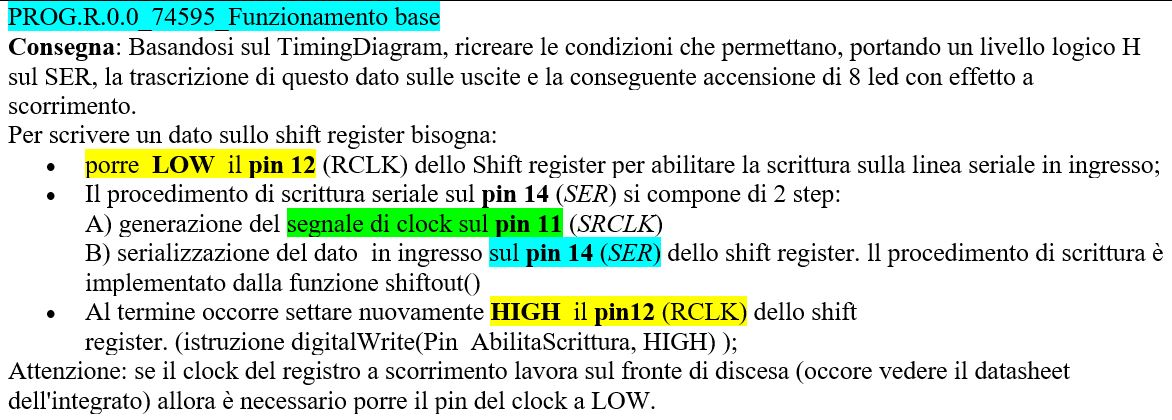 PROG.R.0.0_74595_Funzionamento base
Consegna: Basandosi sul TimingDiagram, ricreare le condizioni che permettano, portando un livello logico H
sul SER, la trascrizione di questo dato sulle uscite e la conseguente accensione di 8 led con effetto a
scorrimento.
Per scrivere un dato sullo shift register bisogna:
• porre LOW il pin 12 (RCLK) dello Shift register per abilitare la scrittura sulla linea seriale in ingresso;
• Il procedimento di scrittura seriale sul pin 14 (SER) si compone di 2 step:
A) generazione del segnale di clock sul pin 11 (SRCLK)
B) serializzazione del dato in ingresso sul pin 14 (SER) dello shift register. ll procedimento di scrittura è
implementato dalla funzione shiftout()
• Al termine occorre settare nuovamente HIGH il pin12 (RCLK) dello shift
register. (istruzione digitalWrite(Pin_AbilitaScrittura, HIGH) );
Attenzione: se il clock del registro a scorrimento lavora sul fronte di discesa (occore vedere il datasheet
dell'integrato) allora è necessario porre il pin del clock a LOW.